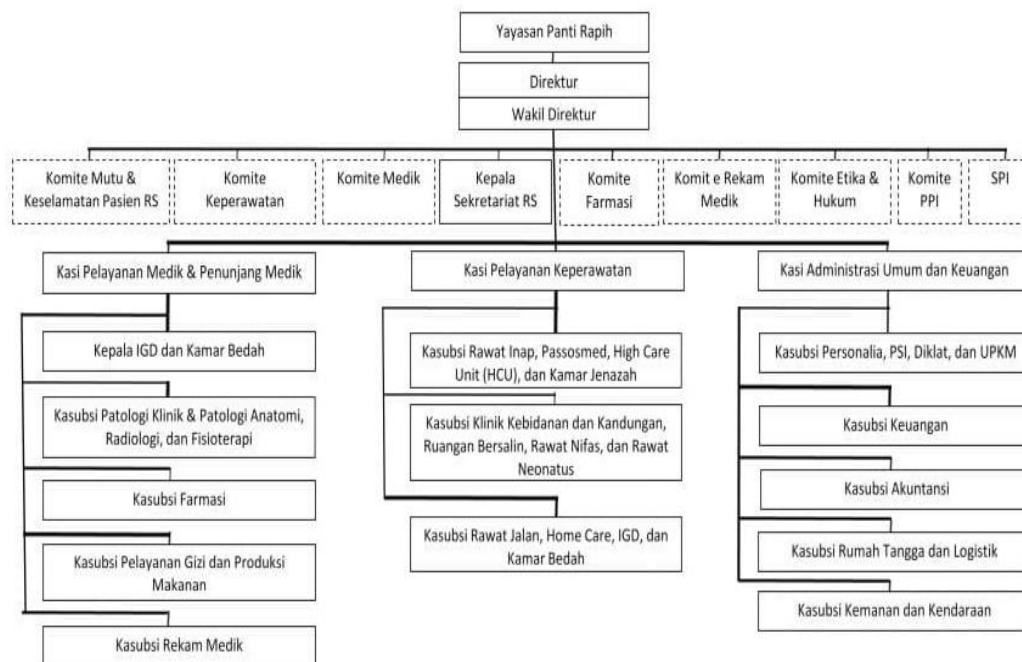 Yayasan Panti Rapih
Direktur
Wakil Direktur
Komite Mutu &
Keselamatan Pasien RS
Komite
Keperawatan
Komite Medik
Kepala
Sekretariat RS
Komite
Farmasi
Komit e Rekam
Medik
Komite Etika &
Hukum
Komite
PPI
SPI
Kasi Pelayanan Medik & Penunjang Medik
Kepala IGD dan Kamar Bedah
Kasubsi Patologi Klinik & Patologi Anatomi,
Radiologi, dan Fisioterapi
Kasubsi Farmasi
Kasubsi Pelayanan Gizi dan Produksi
Makanan
Kasubsi Rekam Medik
Kasi Pelayanan Keperawatan
Kasubsi Rawat Inap, Passosmed, High Care
Unit (HCU), dan Kamar Jenazah
Kasubsi Klinik Kebidanan dan Kandungan,
Ruangan Bersalin, Rawat Nifas, dan Rawat
Neonatus
Kasubsi Rawat Jalan, Home Care, IGD, dan
Kamar Bedah
Kasi Administrasi Umum dan Keuangan
Kasubsi Personalia, PSI, Diklat, dan UPKM
Kasubsi Keuangan
Kasubsi Akuntansi
Kasubsi Rumah Tangga dan Logistik
Kasubsi Kemanan dan Kendaraan